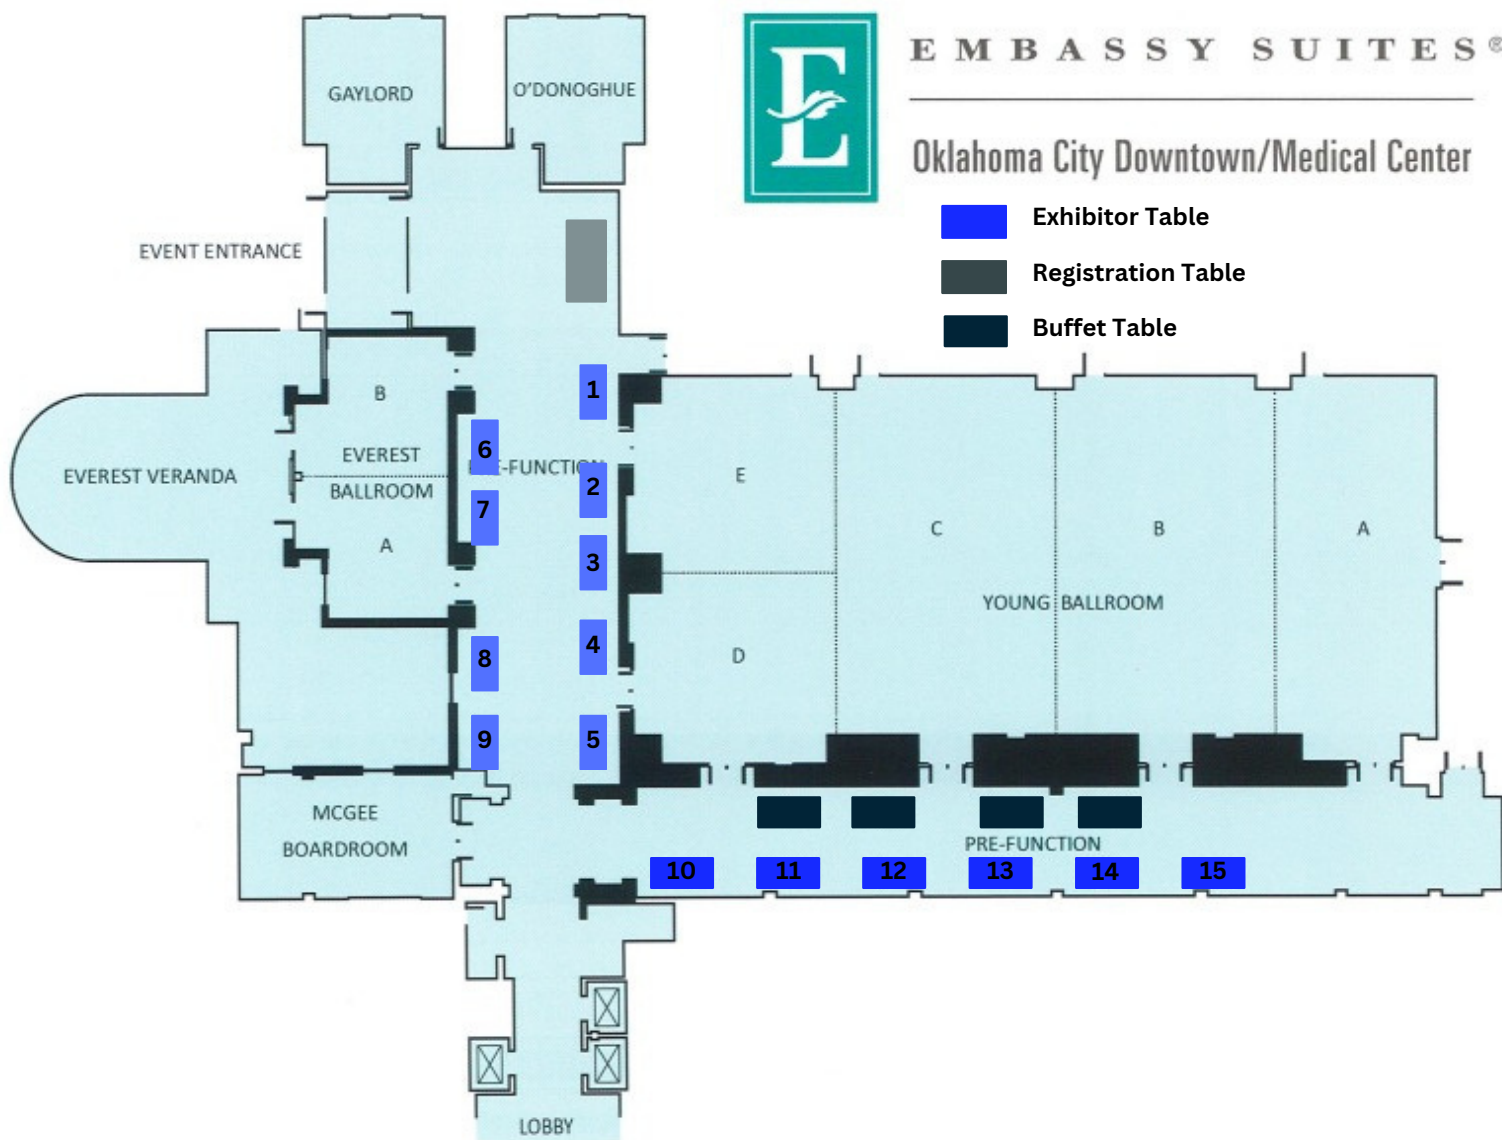 EMBASSY SUITES®
Oklahoma City Downtown/Medical Center
Exhibitor Table
Registration Table
Buffet Table
GAYLORD
O'DONOGHUE
EVENT ENTRANCE
EVEREST VERANDA
B
EVEREST
BALLROOM
A
PRE-FUNCTION
1
2
3
4
5
6
7
8
9
E
D
C
B
A
YOUNG BALLROOM
MCGEE
BOARDROOM
PRE-FUNCTION
10
11
12
13
14
15
LOBBY